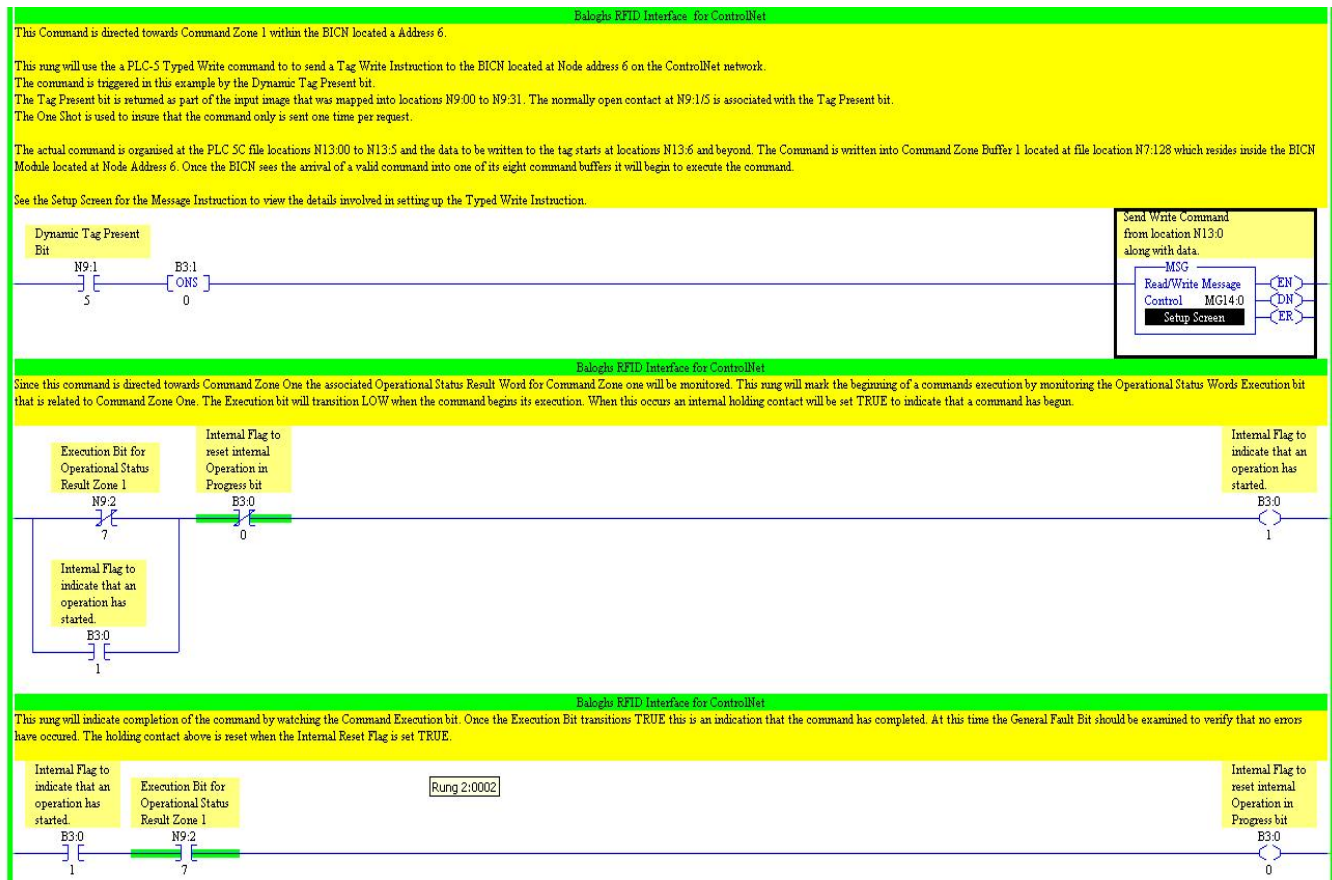 Baloghs RFID Interface for ControlNet
This Command is directed towards Command Zone 1 within the BICN located a Address 6.
This rung will use the a PLC-5 Typed Write command to to send a Tag Write Instruction to the BICN located at Node address 6 on the ControlNet network.
The command is triggered in this example by the Dynamic Tag Present bit.
The Tag Present bit is returned as part of the input image that was mapped into locations N9:00 to N9:31. The normally open contact at N9:1/5 is associated with the Tag Present bit.
The One Shot is used to insure that the command only is sent one time per request.
The actual command is organised at the PLC 5C file locations N13:00 to N13:5 and the data to be written to the tag starts at locations N13:6 and beyond. The Command is written into Command Zone Buffer 1 located at file location N7:128 which resides inside the BICN
Module located at Node Address 6. Once the BICN sees the arrival of a valid command into one of its eight command buffers it will begin to execute the command.
See the Setup Screen for the Message Instruction to view the details involved in setting up the Typed Write Instruction.
Dynamic Tag Present
Bit
N9:1
5
B3:1
ONS
0
Send Write Command
from location N13:0
along with data.
MSG
Read/Write Message
Control MG14:0
Setup Screen
EN
DN
ER
Baloghs RFID Interface for ControlNet
Since this command is directed towards Command Zone One the associated Operational Status Result Word for Command Zone one will be monitored. This rung will mark the beginning of a commands execution by monitoring the Operational Status Words Execution bit
that is related to Command Zone One. The Execution bit will transition LOW when the command begins its execution. When this occurs an internal holding contact will be set TRUE to indicate that a command has begun.
Execution Bit for
Operational Status
Result Zone 1
N9:2
7
Internal Flag to
reset internal
Operation in
Progress bit
B3:0
0
Internal Flag to
indicate that an
operation has
started.
B3:0
1
Internal Flag to
indicate that an
operation has
started.
B3:0
1
Baloghs RFID Interface for ControlNet
This rung will indicate completion of the command by watching the Command Execution bit. Once the Execution Bit transitions TRUE this is an indication that the command has completed. At this time the General Fault Bit should be examined to verify that no errors
have occured. The holding contact above is reset when the Internal Reset Flag is set TRUE.
Internal Flag to
indicate that an
operation has
started.
B3:0
1
Execution Bit for
Operational Status
Result Zone 1
N9:2
7
Rung 2:0002
Internal Flag to
reset internal
Operation in
Progress bit
B3:0
0